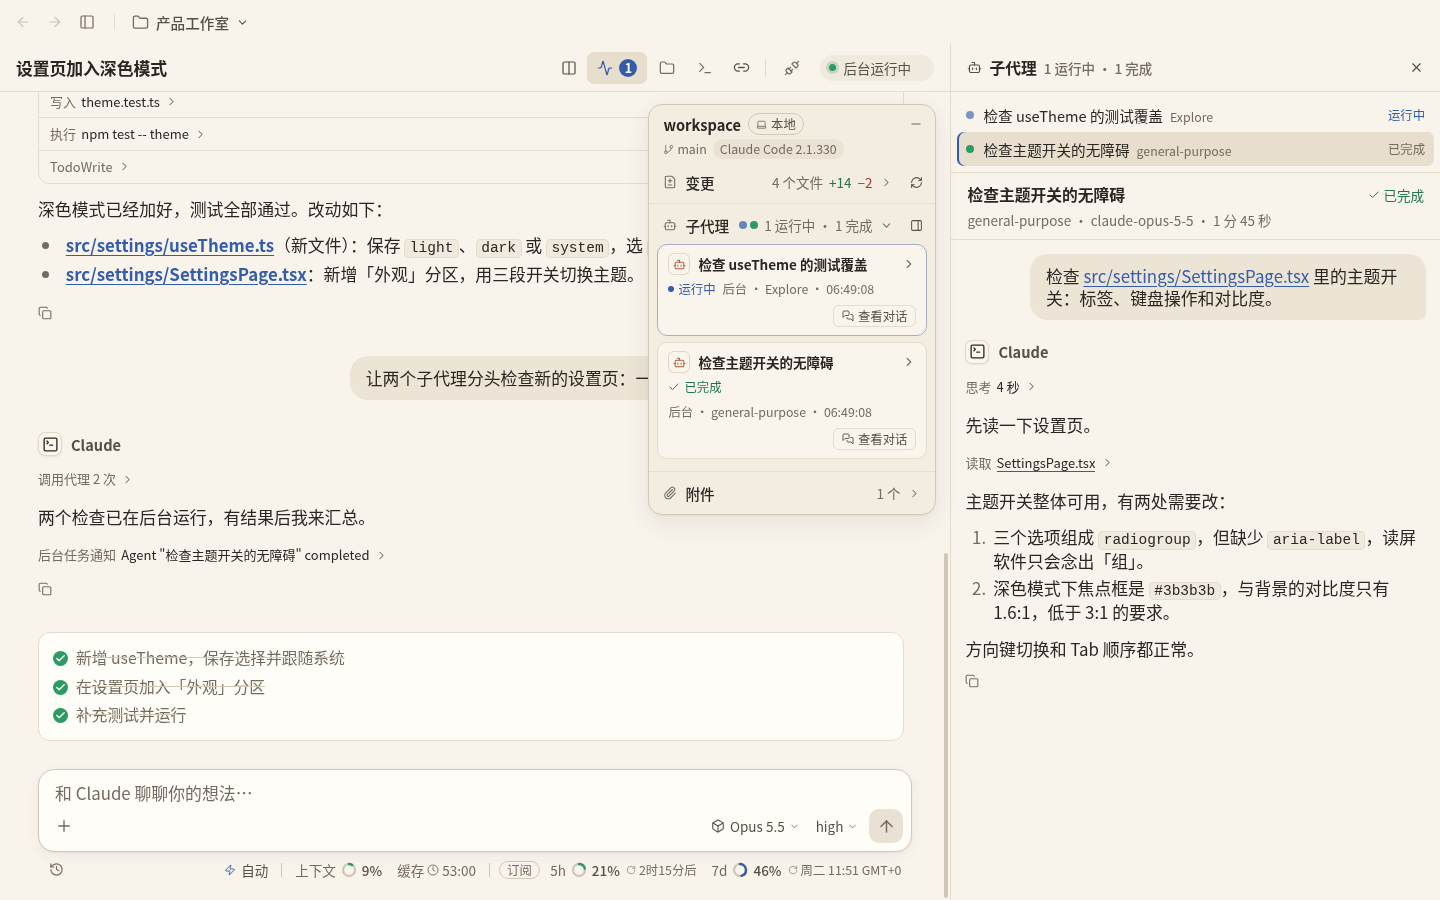 产品工作室
设置页加入深色模式
1
后台运行中
写入 theme.test.ts
执行 npm test -- theme
TodoWrite
深色模式已经加好，测试全部通过。改动如下：
src/settings/useTheme.ts（新文件）：保存 light、dark 或 system，选
src/settings/SettingsPage.tsx：新增「外观」分区，用三段开关切换主题。
让两个子代理分头检查新的设置页：一
Claude
调用代理 2 次
两个检查已在后台运行，有结果后我来汇总。
后台任务通知 Agent "检查主题开关的无障碍" completed
新增 useTheme，保存选择并跟随系统
在设置页加入「外观」分区
补充测试并运行
和 Claude 聊聊你的想法…
Opus 5.5
high
自动
上下文 9%
缓存 53:00
订阅
5h 21% 2时15分后
7d 46% 周二 11:51 GMT+0
workspace 本地
main Claude Code 2.1.330
变更 4 个文件 +14 −2
子代理 1 运行中 · 1 完成
检查 useTheme 的测试覆盖
运行中 后台 · Explore · 06:49:08
查看对话
检查主题开关的无障碍
已完成
后台 · general-purpose · 06:49:08
查看对话
附件 1 个
子代理 1 运行中 · 1 完成
检查 useTheme 的测试覆盖 Explore 运行中
检查主题开关的无障碍 general-purpose 已完成
检查主题开关的无障碍 已完成
general-purpose · claude-opus-5-5 · 1 分 45 秒
检查 src/settings/SettingsPage.tsx 里的主题开
关：标签、键盘操作和对比度。
Claude
思考 4 秒
先读一下设置页。
读取 SettingsPage.tsx
主题开关整体可用，有两处需要改：
1. 三个选项组成 radiogroup，但缺少 aria-label，读屏
软件只会念出「组」。
2. 深色模式下焦点框是 #3b3b3b，与背景的对比度只有
1.6:1，低于 3:1 的要求。
方向键切换和 Tab 顺序都正常。